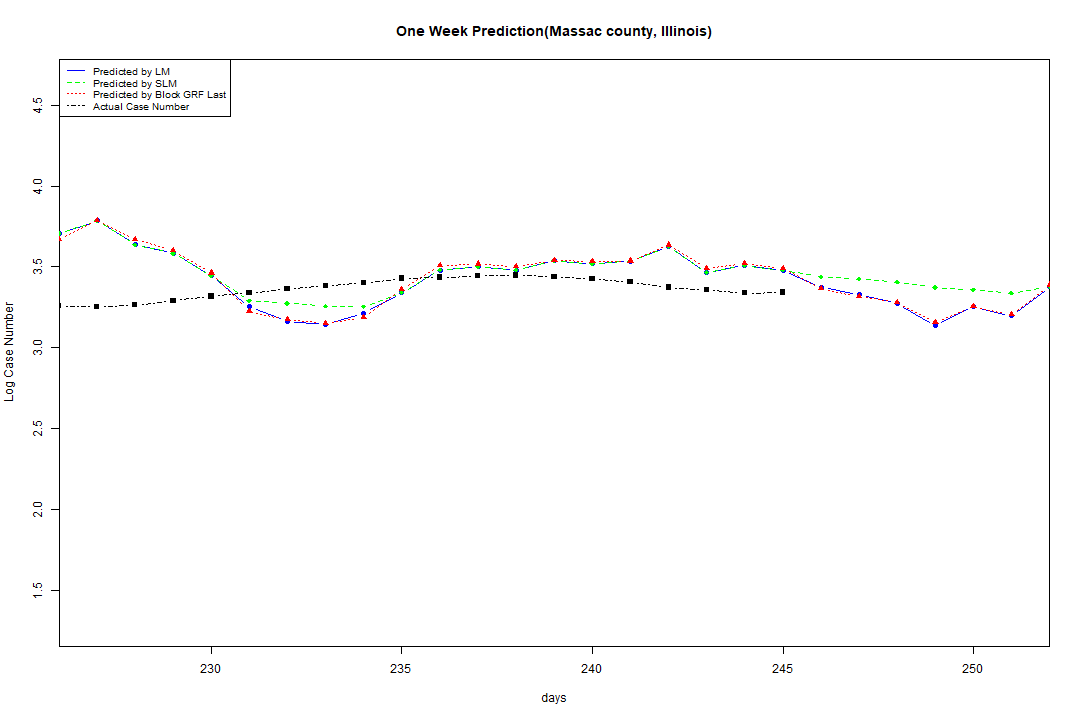 One Week Prediction(Massac county, Illinois)
Predicted by LM
Predicted by SLM
Predicted by Block GRF Last
Actual Case Number
Log Case Number
4.5
4.0
3.5
3.0
2.5
2.0
1.5
230 235 240 245 250
days